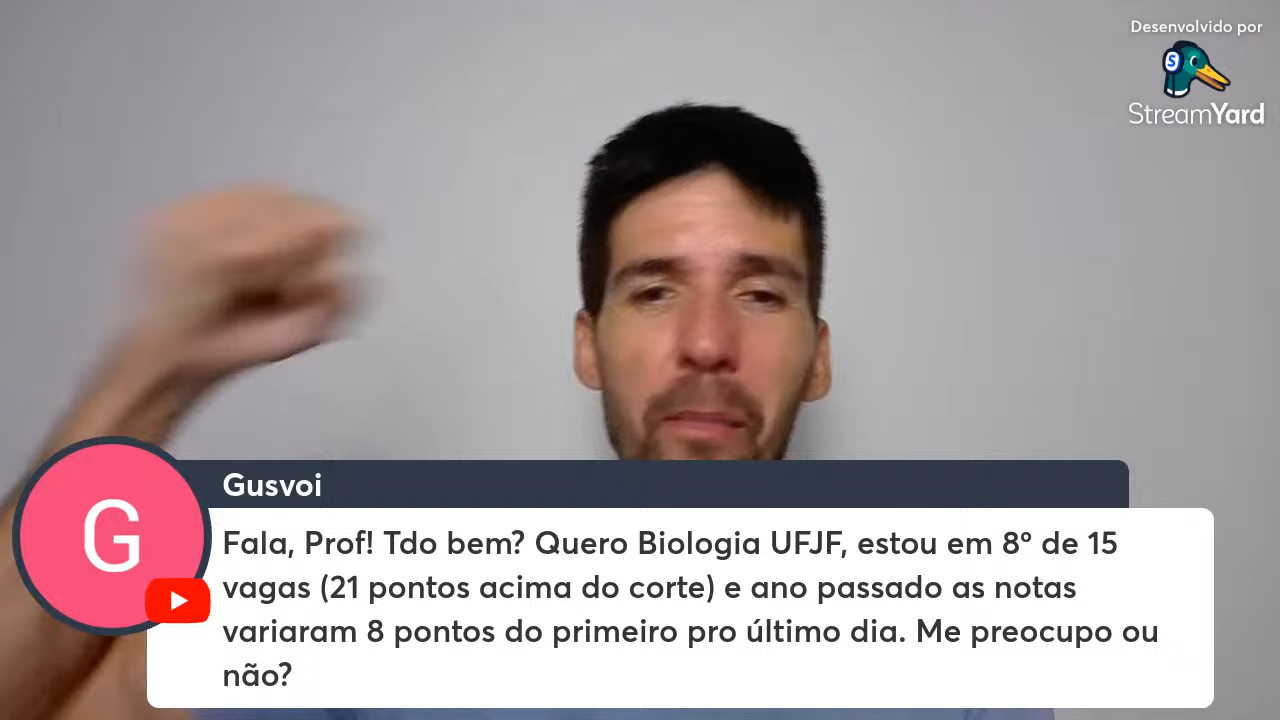 Desenvolvido por
StreamYard
Gusvoi
G
Fala, Prof! Tdo bem? Quero Biologia UFJF, estou em 8º de 15
vagas (21 pontos acima do corte) e ano passado as notas
variaram 8 pontos do primeiro pro último dia. Me preocupo ou
não?